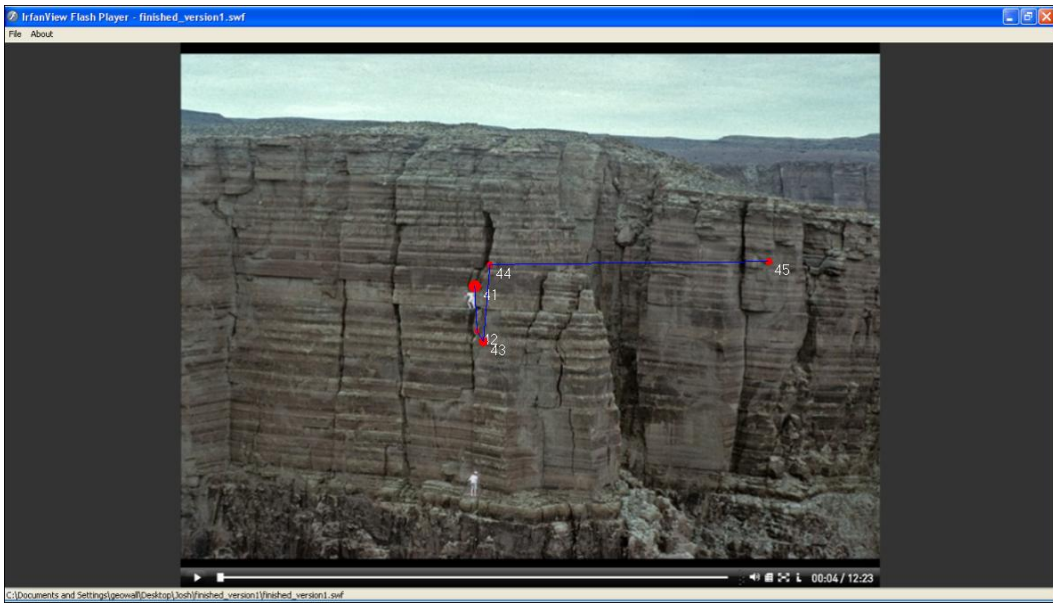 IrfanView Flash Player - finished_version1.swf
File About
44
45
41
42
43
00:04 / 12:23
C:\Documents and Settings\geowall\Desktop\Josh\finished_version1\finished_version1.swf